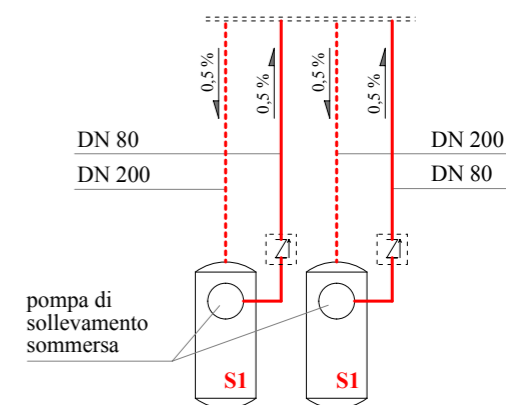 0,5 %
0,5 %
0,5 %
0,5 %
DN 80
DN 200
DN 200
DN 80
pompa di
sollevamento
sommersa
S1
S1